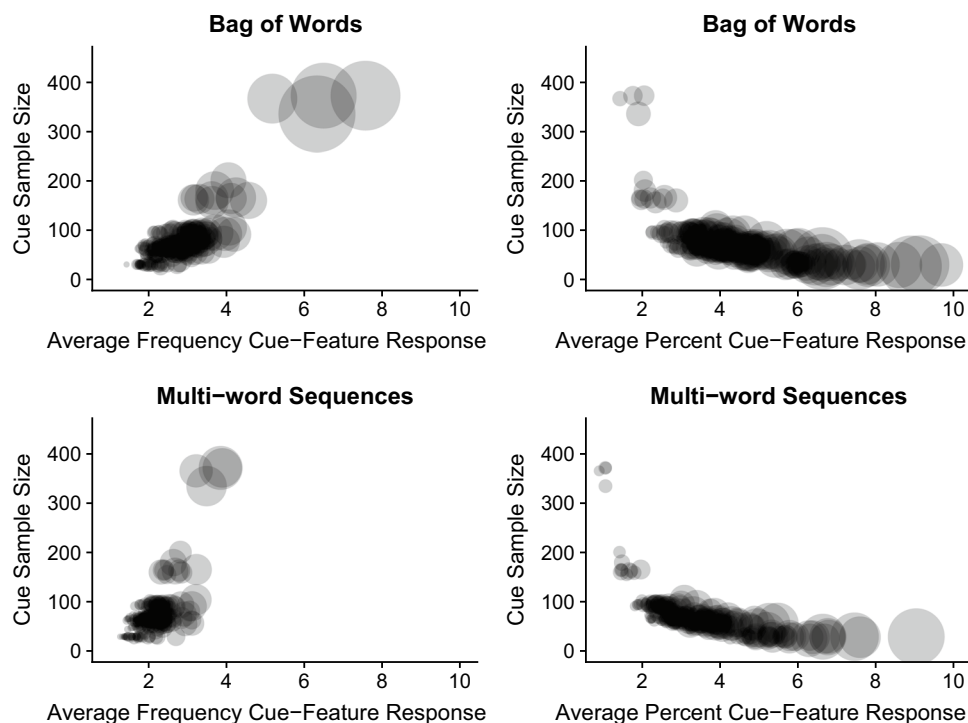 Bag of Words
Cue Sample Size
400
300
200
100
0
2 4 6 8 10
Average Frequency Cue−Feature Response
Bag of Words
Cue Sample Size
400
300
200
100
0
2 4 6 8 10
Average Percent Cue−Feature Response
Multi−word Sequences
Cue Sample Size
400
300
200
100
0
2 4 6 8 10
Average Frequency Cue−Feature Response
Multi−word Sequences
Cue Sample Size
400
300
200
100
0
2 4 6 8 10
Average Percent Cue−Feature Response